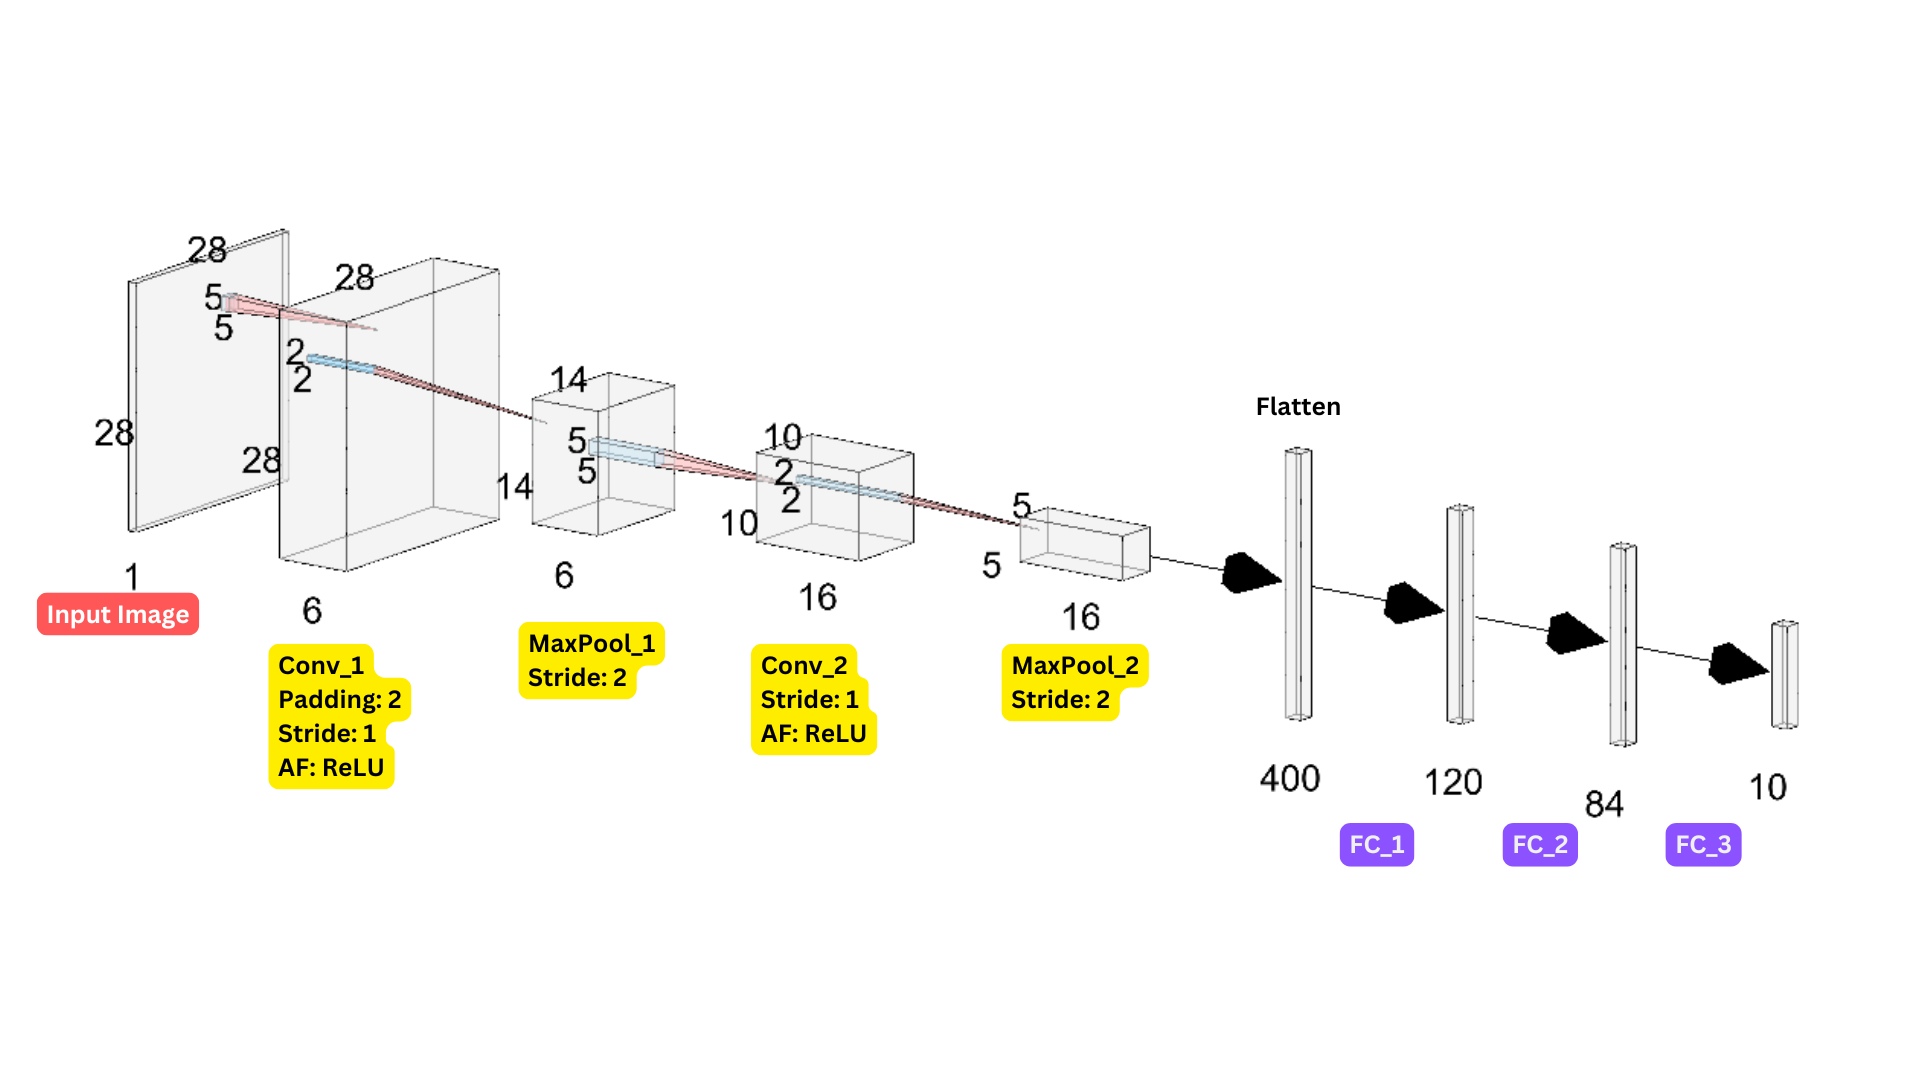 28
28
5
5
28
28
2
2
1
Input Image
6
Conv_1
Padding: 2
Stride: 1
AF: ReLU
14
14
5
5
6
MaxPool_1
Stride: 2
10
10
2
2
16
Conv_2
Stride: 1
AF: ReLU
5
5
16
MaxPool_2
Stride: 2
Flatten
400
120
84
10
FC_1
FC_2
FC_3